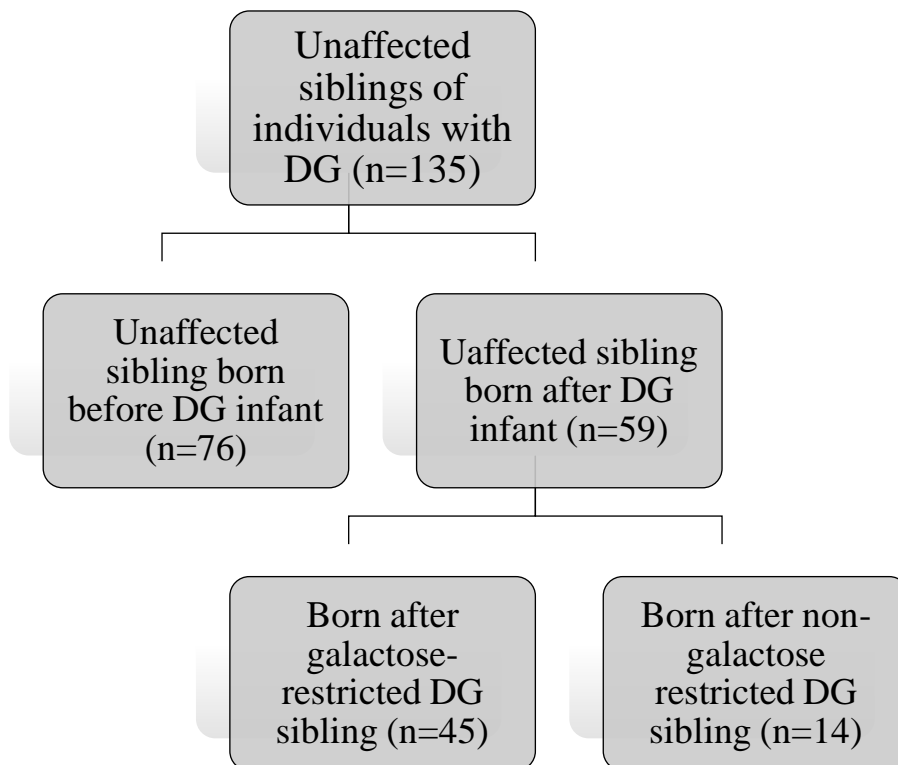 Unaffected
siblings of
individuals with
DG (n=135)
Unaffected
sibling born
before DG infant
(n=76)
Uaffected sibling
born after DG
infant (n=59)
Born after
galactose-
restricted DG
sibling (n=45)
Born after non-
galactose
restricted DG
sibling (n=14)